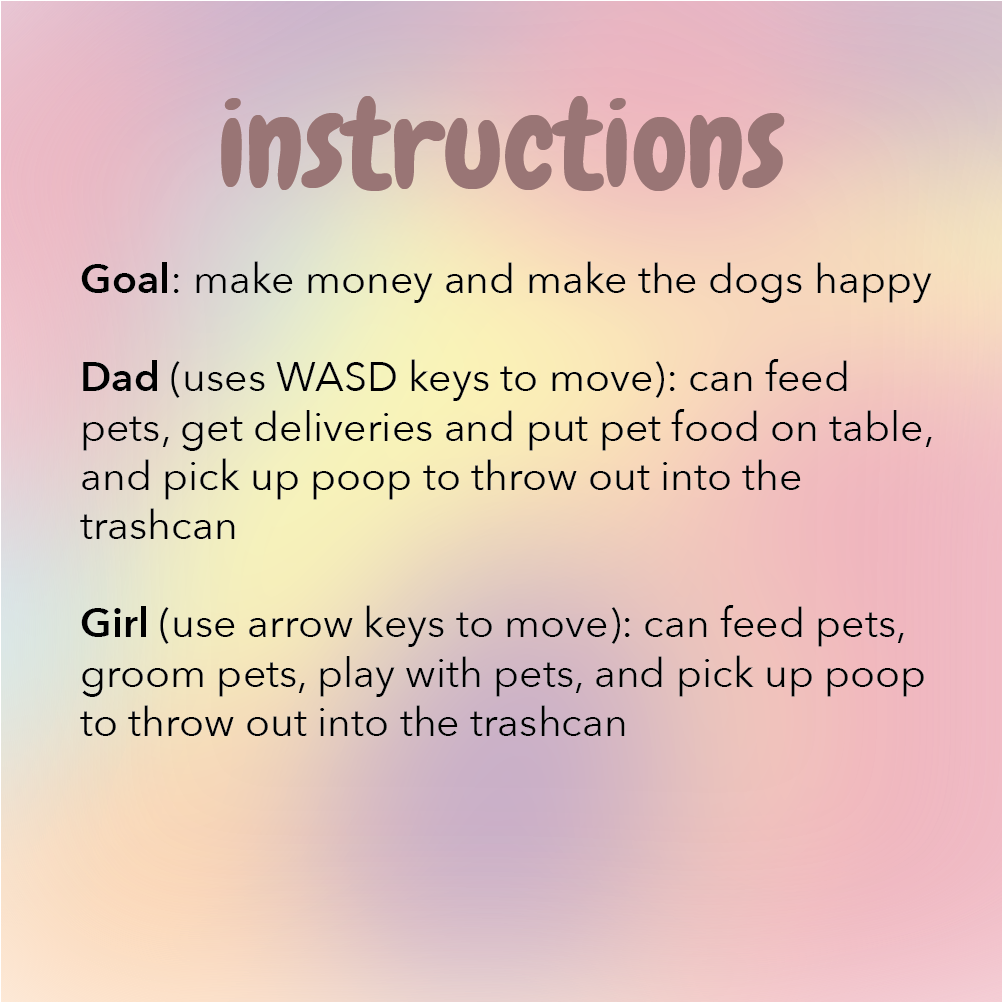 instructions
Goal: make money and make the dogs happy
Dad (uses WASD keys to move): can feed
pets, get deliveries and put pet food on table,
and pick up poop to throw out into the
trashcan
Girl (use arrow keys to move): can feed pets,
groom pets, play with pets, and pick up poop
to throw out into the trashcan